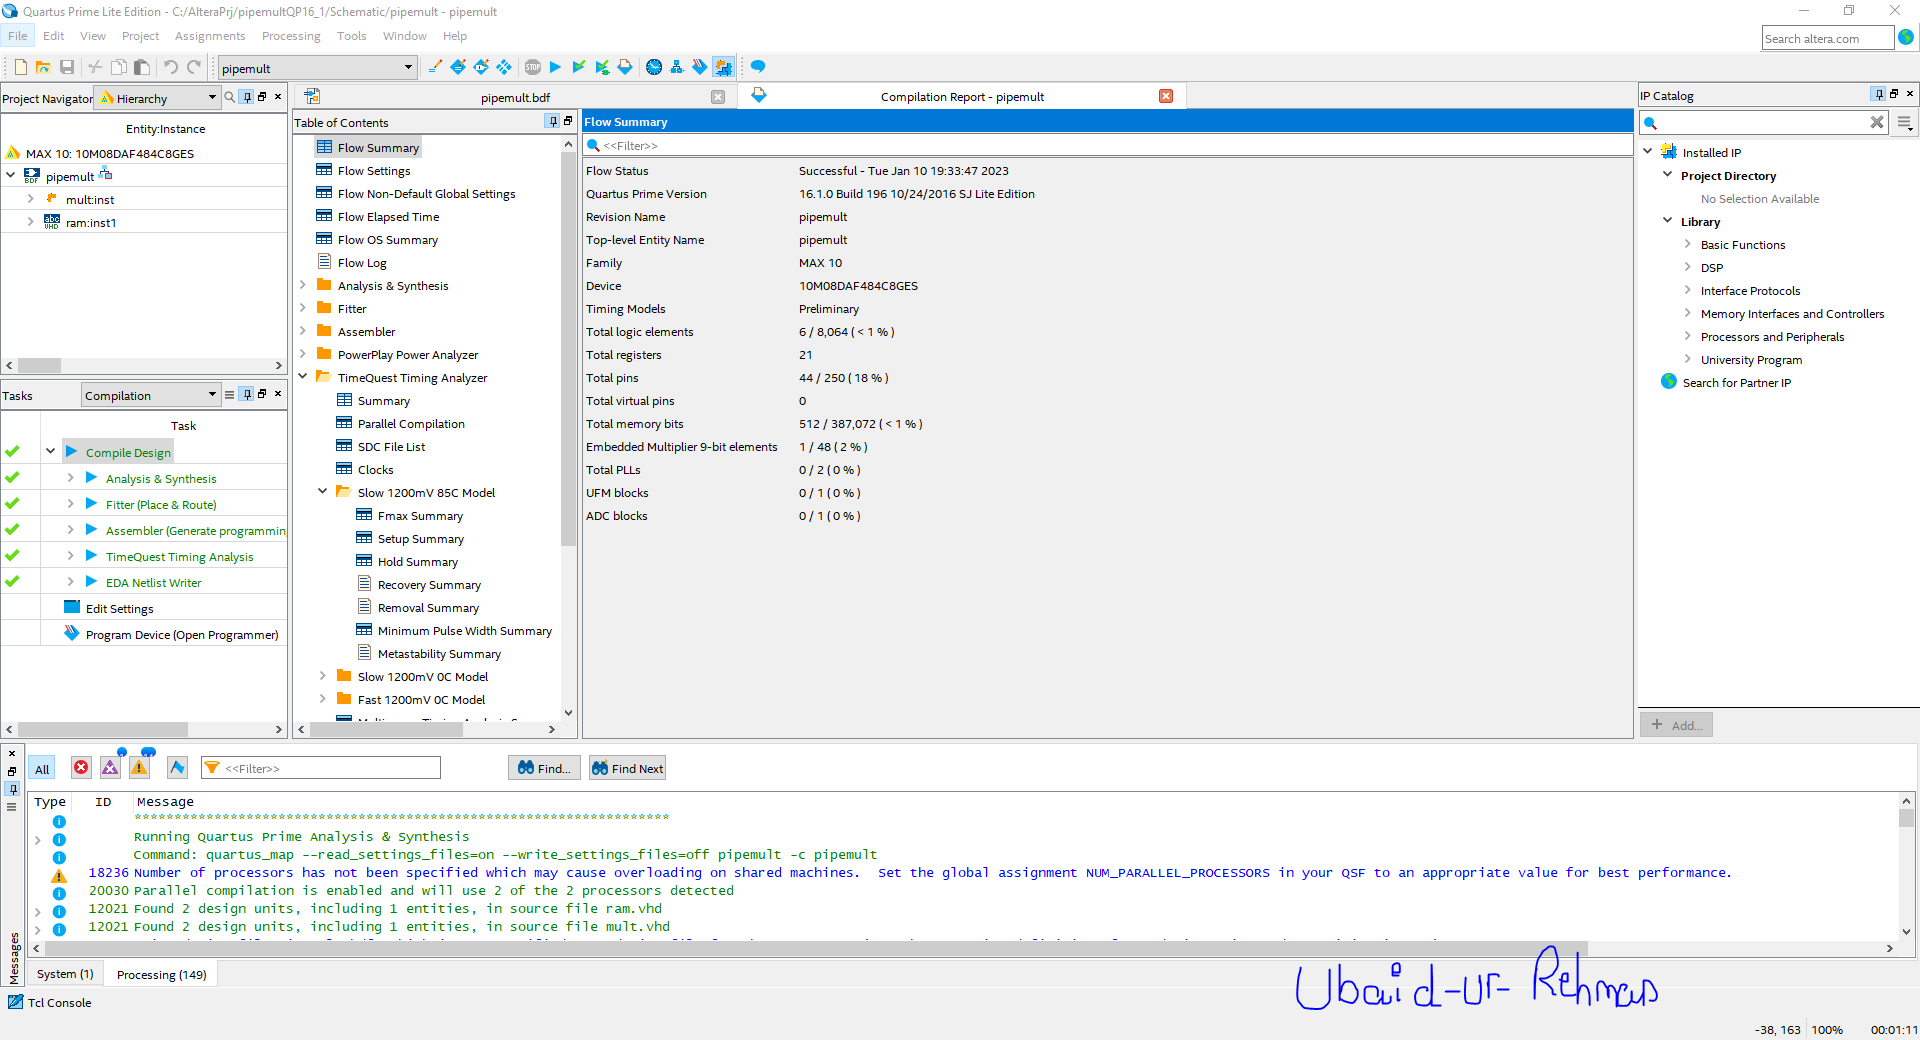 Quartus Prime Lite Edition - C:/AlteraPrj/pipemultQP16_1/Schematic/pipemult - pipemult
File Edit View Project Assignments Processing Tools Window Help
Search altera.com
pipemult
Project Navigator Hierarchy
Entity:Instance
MAX 10: 10M08DAF484C8GES
pipemult
mult:inst
ram:inst1
Tasks Compilation
Task
Compile Design
Analysis & Synthesis
Fitter (Place & Route)
Assembler (Generate programmin
TimeQuest Timing Analysis
EDA Netlist Writer
Edit Settings
Program Device (Open Programmer)
pipemult.bdf
Compilation Report - pipemult
Table of Contents
Flow Summary
Flow Settings
Flow Non-Default Global Settings
Flow Elapsed Time
Flow OS Summary
Flow Log
Analysis & Synthesis
Fitter
Assembler
PowerPlay Power Analyzer
TimeQuest Timing Analyzer
Summary
Parallel Compilation
SDC File List
Clocks
Slow 1200mV 85C Model
Fmax Summary
Setup Summary
Hold Summary
Recovery Summary
Removal Summary
Minimum Pulse Width Summary
Metastability Summary
Slow 1200mV 0C Model
Fast 1200mV 0C Model
Flow Summary
<<Filter>>
Flow Status Successful - Tue Jan 10 19:33:47 2023
Quartus Prime Version 16.1.0 Build 196 10/24/2016 SJ Lite Edition
Revision Name pipemult
Top-level Entity Name pipemult
Family MAX 10
Device 10M08DAF484C8GES
Timing Models Preliminary
Total logic elements 6 / 8,064 ( < 1 % )
Total registers 21
Total pins 44 / 250 ( 18 % )
Total virtual pins 0
Total memory bits 512 / 387,072 ( < 1 % )
Embedded Multiplier 9-bit elements 1 / 48 ( 2 % )
Total PLLs 0 / 2 ( 0 % )
UFM blocks 0 / 1 ( 0 % )
ADC blocks 0 / 1 ( 0 % )
IP Catalog
Installed IP
Project Directory
No Selection Available
Library
Basic Functions
DSP
Interface Protocols
Memory Interfaces and Controllers
Processors and Peripherals
University Program
Search for Partner IP
+ Add...
All <<Filter>> Find... Find Next
Type ID Message
*******************************************************************
Running Quartus Prime Analysis & Synthesis
Command: quartus_map --read_settings_files=on --write_settings_files=off pipemult -c pipemult
18236 Number of processors has not been specified which may cause overloading on shared machines.  Set the global assignment NUM_PARALLEL_PROCESSORS in your QSF to an appropriate value for best performance.
20030 Parallel compilation is enabled and will use 2 of the 2 processors detected
12021 Found 2 design units, including 1 entities, in source file ram.vhd
12021 Found 2 design units, including 1 entities, in source file mult.vhd
Messages
System (1) Processing (149)
Ubaid-ur-
Tcl Console
-38, 163 100% 00:01:11